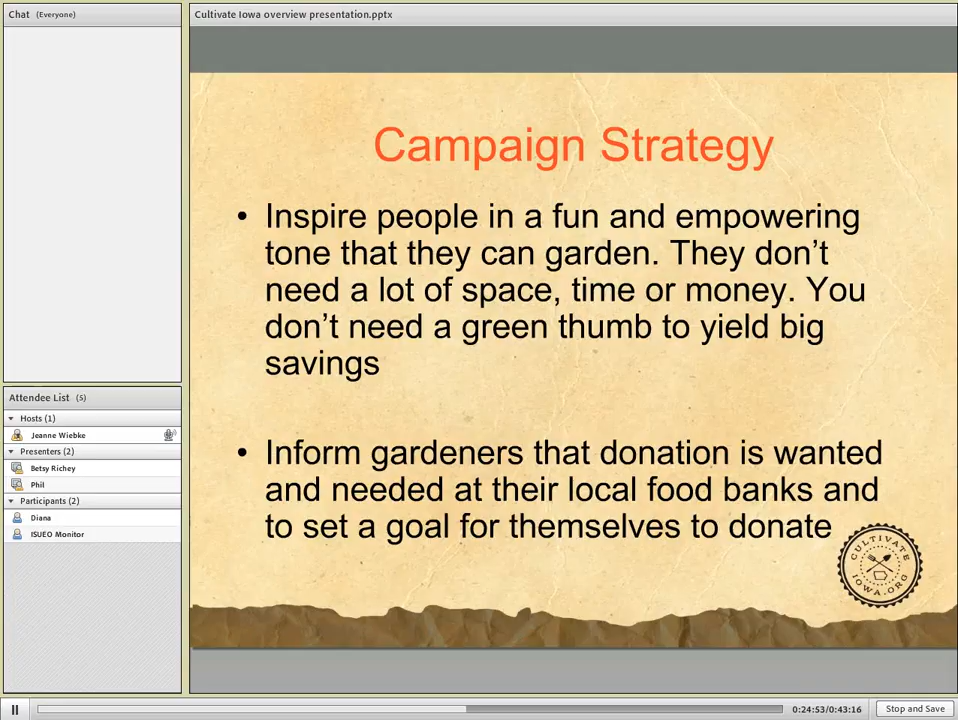 Chat (Everyone)
Cultivate Iowa overview presentation.pptx
Campaign Strategy
• Inspire people in a fun and empowering
tone that they can garden. They don’t
need a lot of space, time or money. You
don’t need a green thumb to yield big
savings
• Inform gardeners that donation is wanted
and needed at their local food banks and
to set a goal for themselves to donate
CULTIVATE
IOWA.ORG
Attendee List (5)
Hosts (1)
Jeanne Wiebke
Presenters (2)
Betsy Richey
Phil
Participants (2)
Diana
ISUEO Monitor
0:24:53/0:43:16
Stop and Save